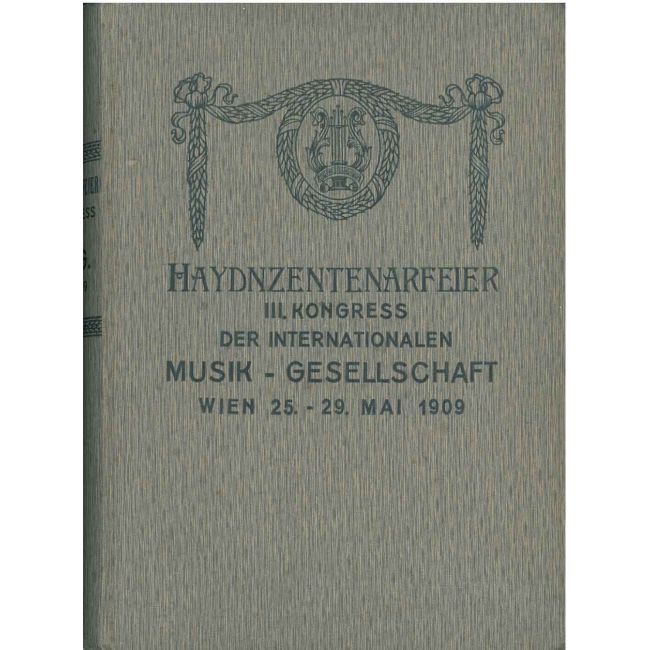 HAYDNZENTENARFEIER
III. KONGRESS
DER INTERNATIONALEN
MUSIK - GESELLSCHAFT
WIEN 25. - 29. MAI 1909